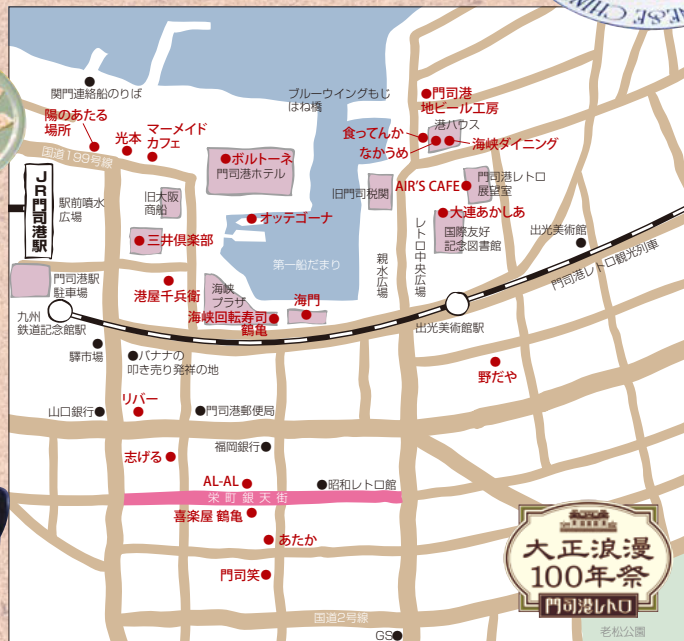 ESE CHIN
関門連絡船のりば
ブルーウイングもじ
はね橋
門司港
地ビール工房
陽のあたる
場所
光本
マーメイド
カフェ
国道199号線
食ってんか
港ハウス
なかうめ
海峡ダイニング
ボルトーネ
門司港ホテル
JR門司港駅
駅前噴水
広場
旧大阪
商船
旧門司税関
AIR'S CAFE
門司港レトロ
展望室
オッテゴーナ
大連あかしあ
国際友好
記念図書館
出光美術館
三井倶楽部
第一船だまり
親水広場
レトロ中央広場
門司港レトロ観光列車
門司港駅
駐車場
港屋千兵衛
海峡
プラザ
海門
海峡回転寿司
鶴亀
九州
鉄道記念館駅
出光美術館駅
驛市場
バナナの
叩き売り発祥の地
野だや
リバー
山口銀行
門司港郵便局
福岡銀行
志げる
AL-AL
昭和レトロ館
栄町銀天街
喜楽屋 鶴亀
あたか
門司笑
大正浪漫
100年祭
門司港レトロ
国道2号線
GS
老松公園